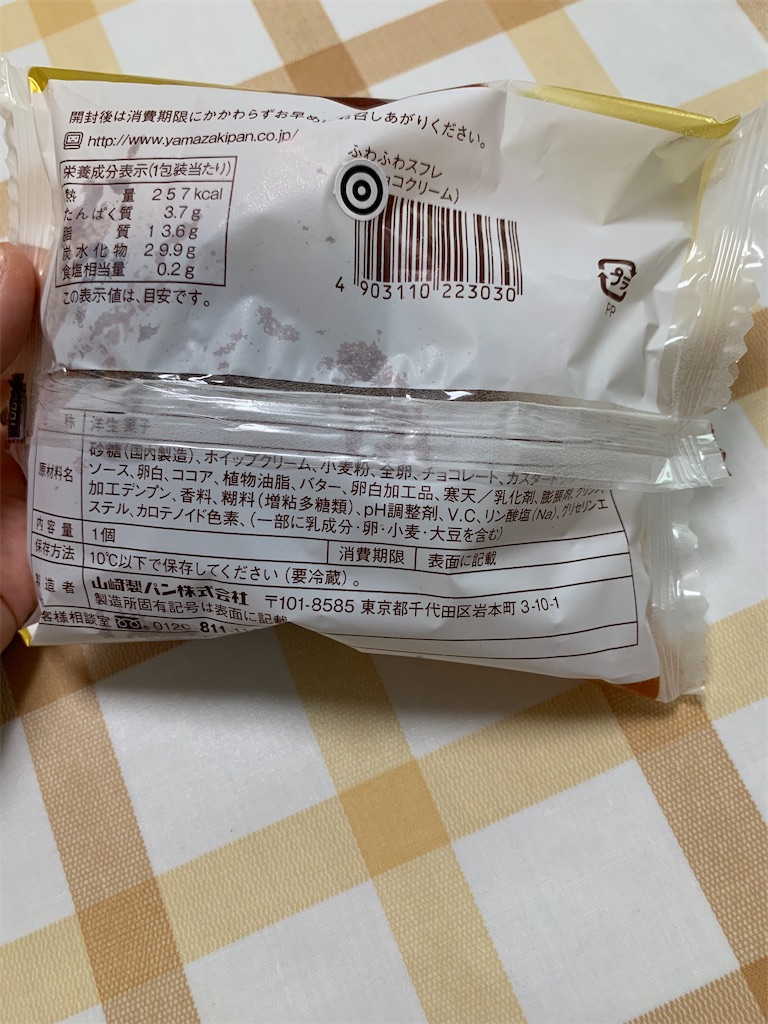 開封後は消費期限にかかわらずお早め お召しあがりください。
http://www.yamazakipan.co.jp/
ふわふわスフレ
コクリーム)
栄養成分表示(1包装当たり)
熱量 257kcal
たんぱく質 3.7g
脂質 13.6g
炭水化物 29.9g
食塩相当量 0.2g
この表示値は、目安です。
4 903110 223030
プラ
PP
称 洋生菓子
原材料名
砂糖(国内製造)、ホイップクリーム、小麦粉、全卵、チョコレート、カスタード
ソース、卵白、ココア、植物油脂、バター、卵白加工品、寒天/乳化剤、膨脹剤、グリシン、
加工デンプン、香料、糊料(増粘多糖類)、pH調整剤、V.C、リン酸塩(Na)、グリセリンエ
ステル、カロテノイド色素、(一部に乳成分・卵・小麦・大豆を含む)
内容量 1個 消費期限 表面に記載
保存方法 10℃以下で保存してください(要冷蔵)。
製造者 山崎製パン株式会社 〒101-8585 東京都千代田区岩本町3-10-1
製造所固有記号は表面に記載
客様相談室 0120 811